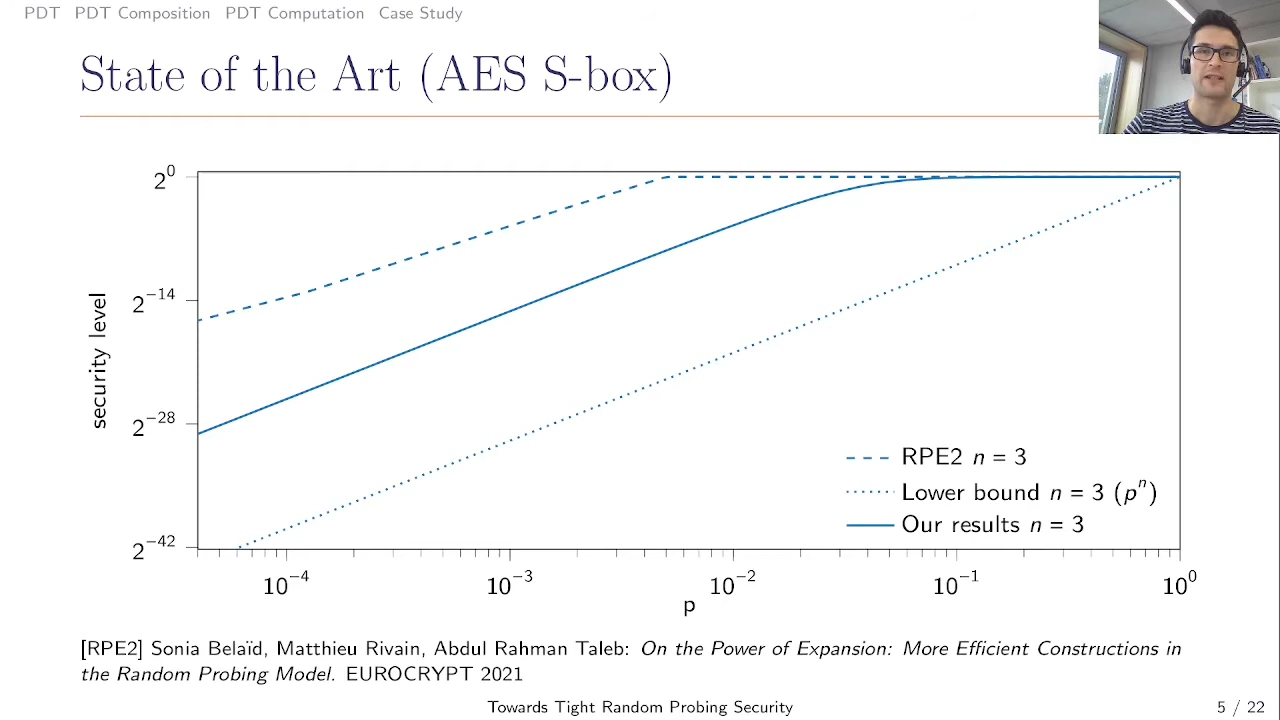 PDT PDT Composition PDT Computation Case Study
State of the Art (AES S-box)
2^0
2^−14
2^−28
2^−42
security level
RPE2 n = 3
Lower bound n = 3 (p^n)
Our results n = 3
10^−4 10^−3 10^−2 10^−1 10^0
p
[RPE2] Sonia Belaïd, Matthieu Rivain, Abdul Rahman Taleb: On the Power of Expansion: More Efficient Constructions in
the Random Probing Model. EUROCRYPT 2021
Towards Tight Random Probing Security
5 / 22